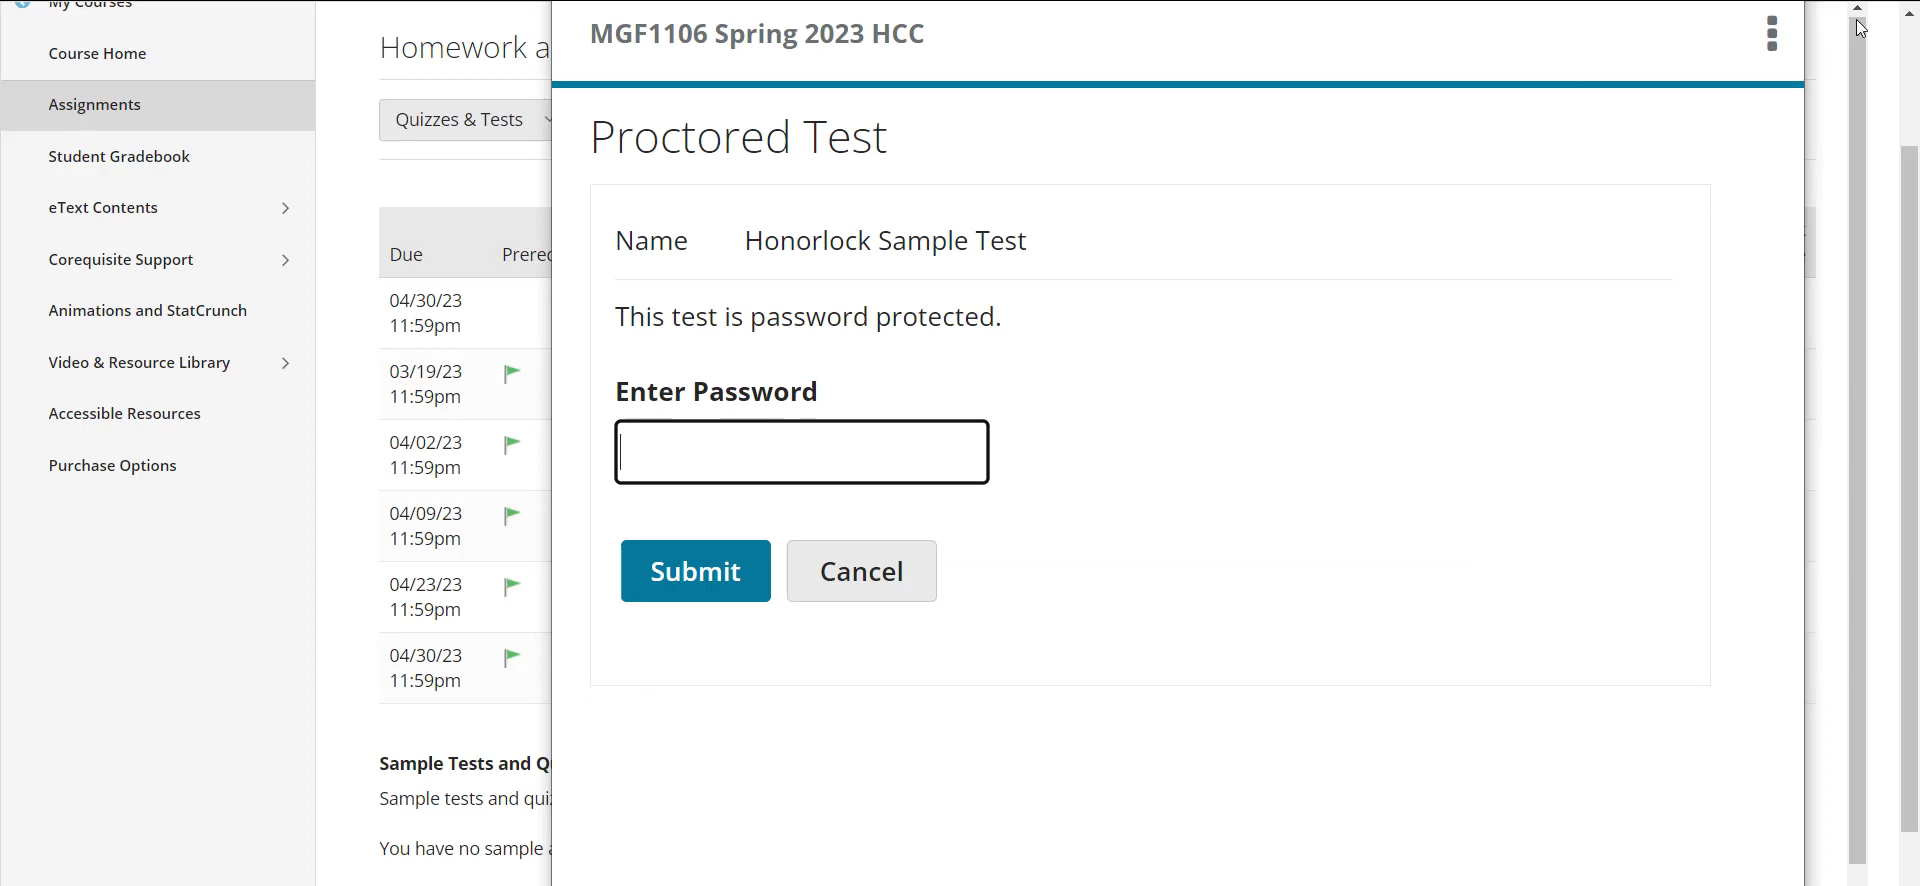 My Courses
Course Home
Assignments
Student Gradebook
eText Contents
Corequisite Support
Animations and StatCrunch
Video & Resource Library
Accessible Resources
Purchase Options
Homework a
Quizzes & Tests
Due Prerec
04/30/23
11:59pm
03/19/23
11:59pm
04/02/23
11:59pm
04/09/23
11:59pm
04/23/23
11:59pm
04/30/23
11:59pm
Sample Tests and Q
Sample tests and qui
You have no sample
MGF1106 Spring 2023 HCC
Proctored Test
Name Honorlock Sample Test
This test is password protected.
Enter Password
Submit Cancel